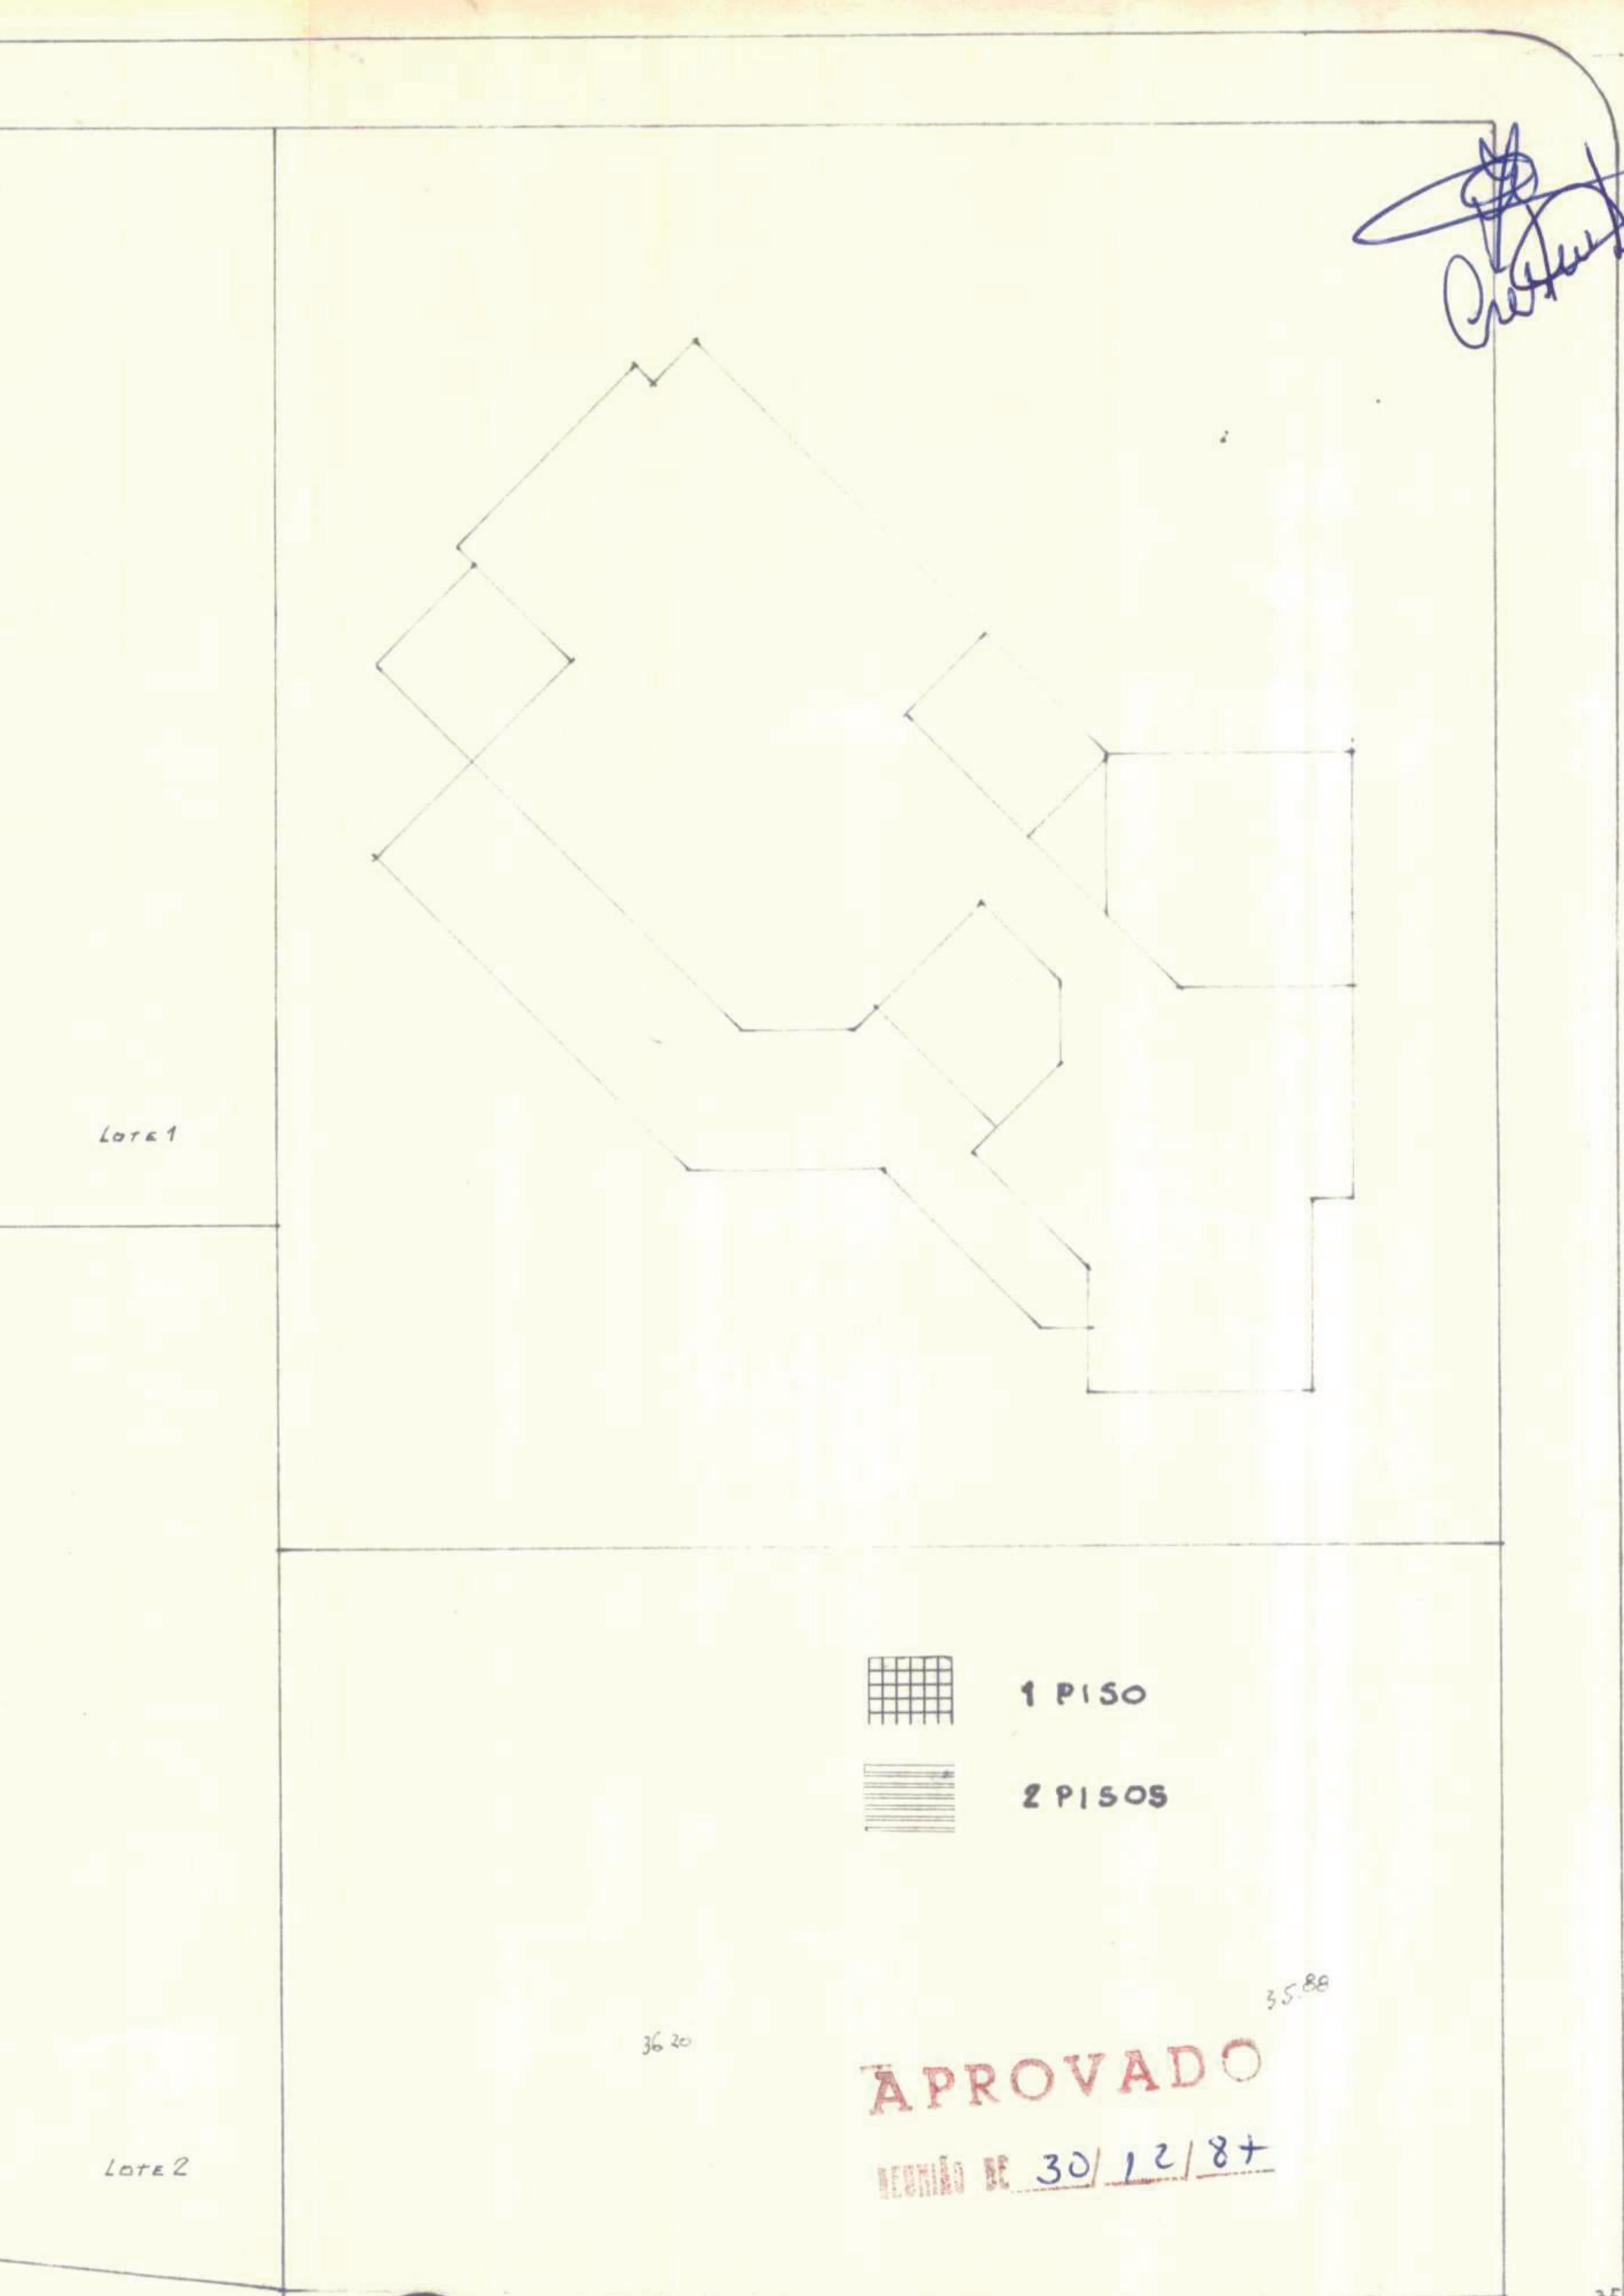 LOTE 1
1 PISO
2 PISOS
35.88
36 20
APROVADO
REUNIÃO DE 30/12/87
LOTE 2